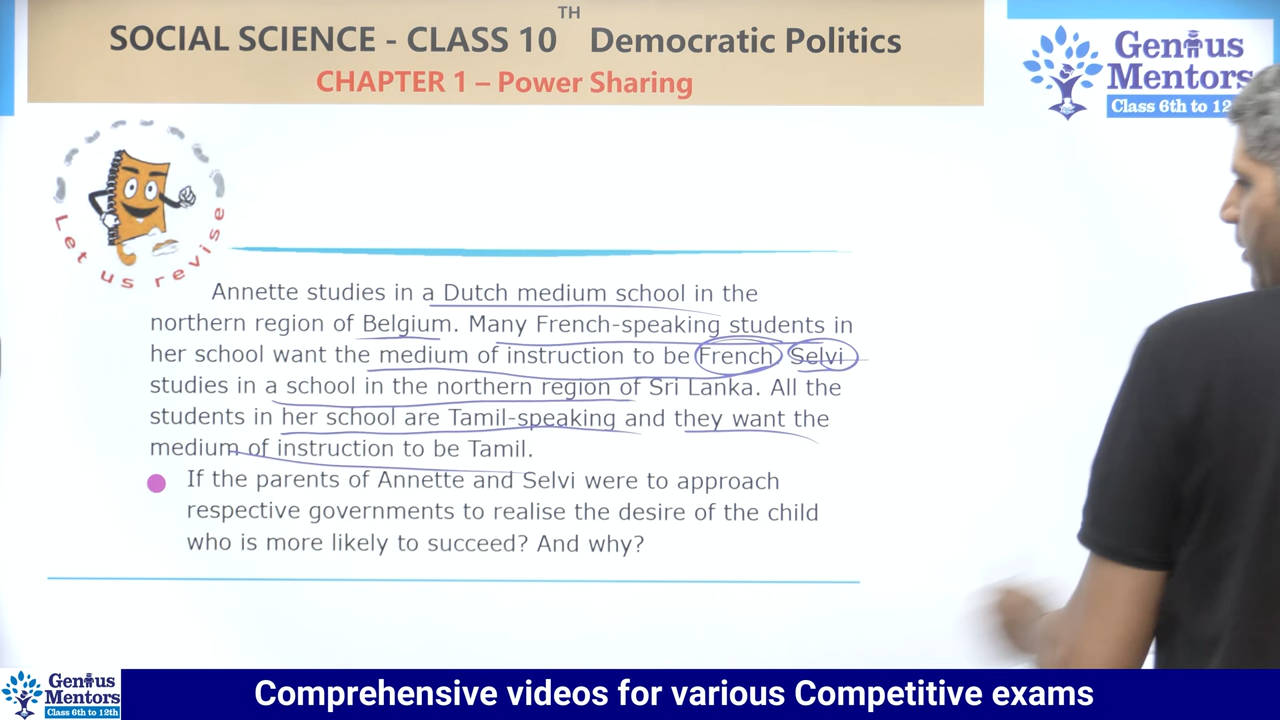 TH
SOCIAL SCIENCE - CLASS 10 Democratic Politics
CHAPTER 1 – Power Sharing
Genius
Mentors
Class 6th to 12
Let us revise
Annette studies in a Dutch medium school in the
northern region of Belgium. Many French-speaking students in
her school want the medium of instruction to be French Selvi
studies in a school in the northern region of Sri Lanka. All the
students in her school are Tamil-speaking and they want the
medium of instruction to be Tamil.
If the parents of Annette and Selvi were to approach
respective governments to realise the desire of the child
who is more likely to succeed? And why?
Genius
Mentors
Class 6th to 12th
Comprehensive videos for various Competitive exams